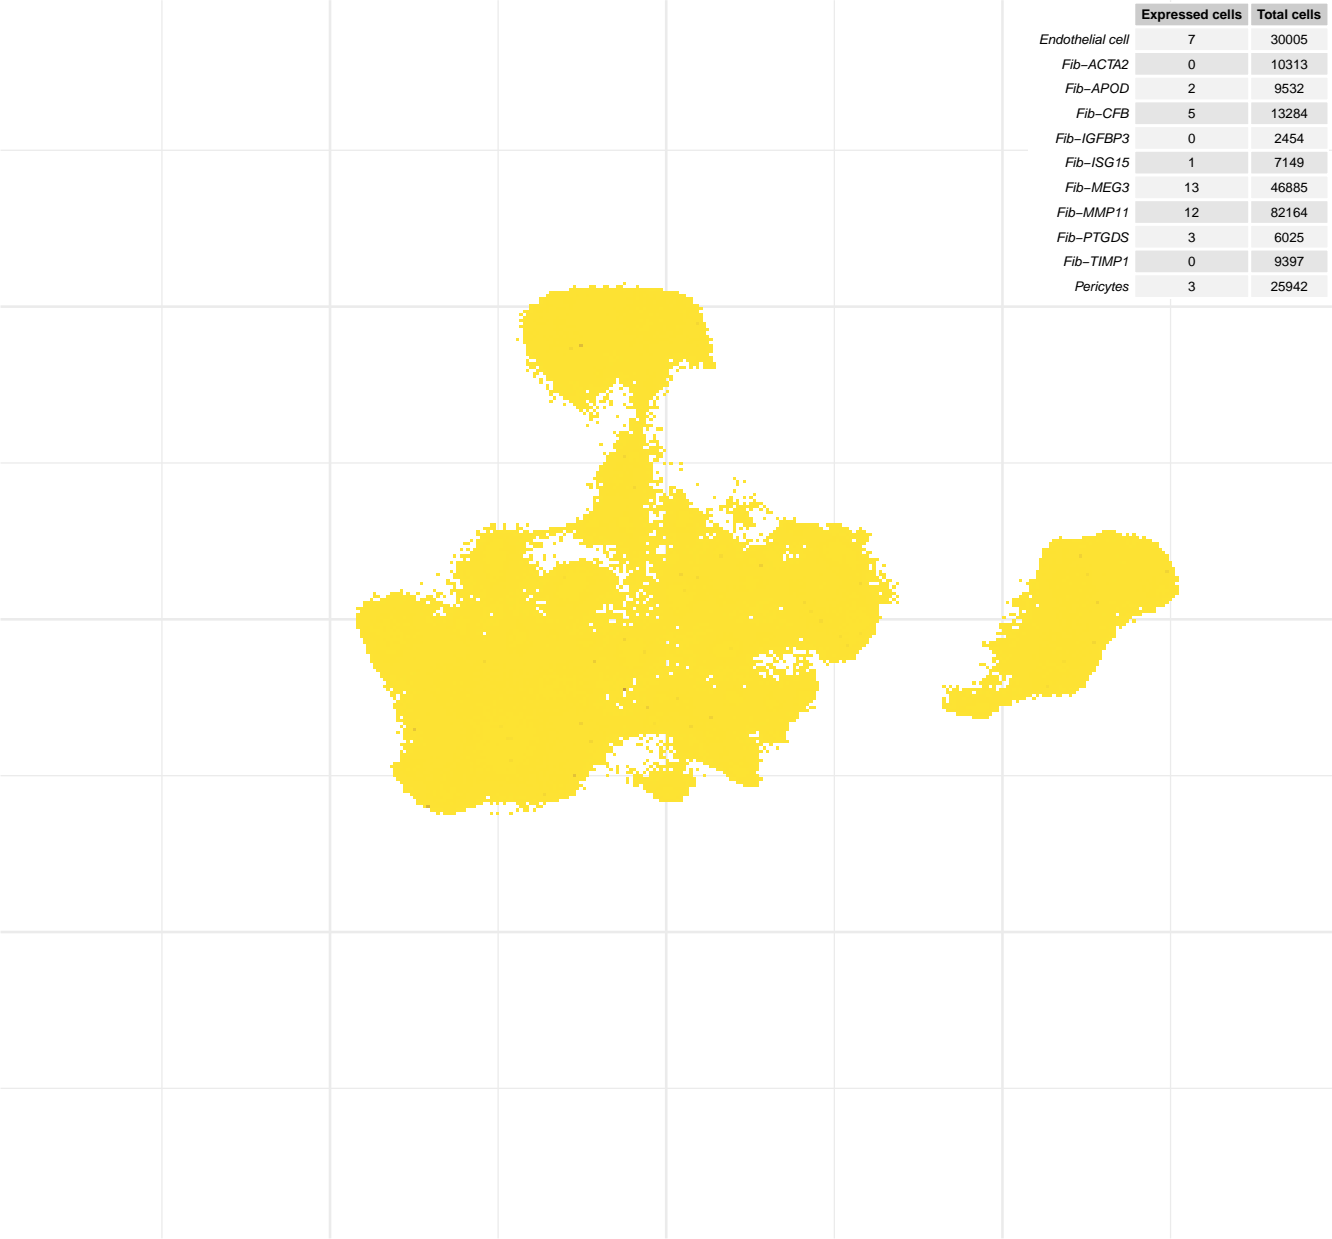 Expressed cells Total cells
Endothelial cell 7 30005
Fib−ACTA2 0 10313
Fib−APOD 2 9532
Fib−CFB 5 13284
Fib−IGFBP3 0 2454
Fib−ISG15 1 7149
Fib−MEG3 13 46885
Fib−MMP11 12 82164
Fib−PTGDS 3 6025
Fib−TIMP1 0 9397
Pericytes 3 25942